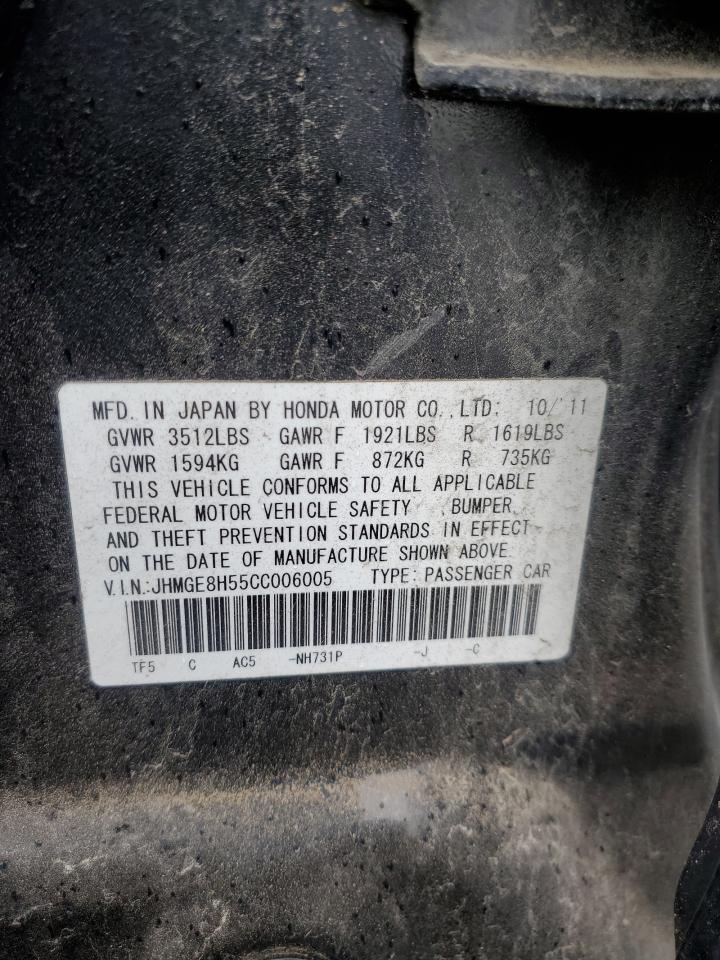 MFD. IN JAPAN BY HONDA MOTOR CO.,LTD: 10/'11
GVWR 3512LBS GAWR F 1921LBS R 1619LBS
GVWR 1594KG GAWR F 872KG R 735KG
THIS VEHICLE CONFORMS TO ALL APPLICABLE
FEDERAL MOTOR VEHICLE SAFETY ,BUMPER,
AND THEFT PREVENTION STANDARDS IN EFFECT
ON THE DATE OF MANUFACTURE SHOWN ABOVE.
V.I.N.:JHMGE8H55CC006005 TYPE: PASSENGER CAR
TF5 C AC5 -NH731P -J -C